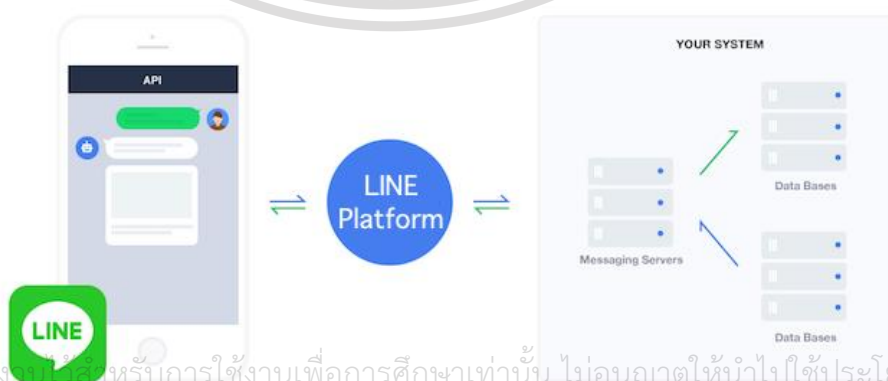 YOUR SYSTEM
API
LINE
Platform
Data Bases
Messaging Servers
LINE
Data Bases
สำหรับการใช้งานเพื่อการศึกษาเท่านั้น ไม่อนุญาตให้นำไปใช้